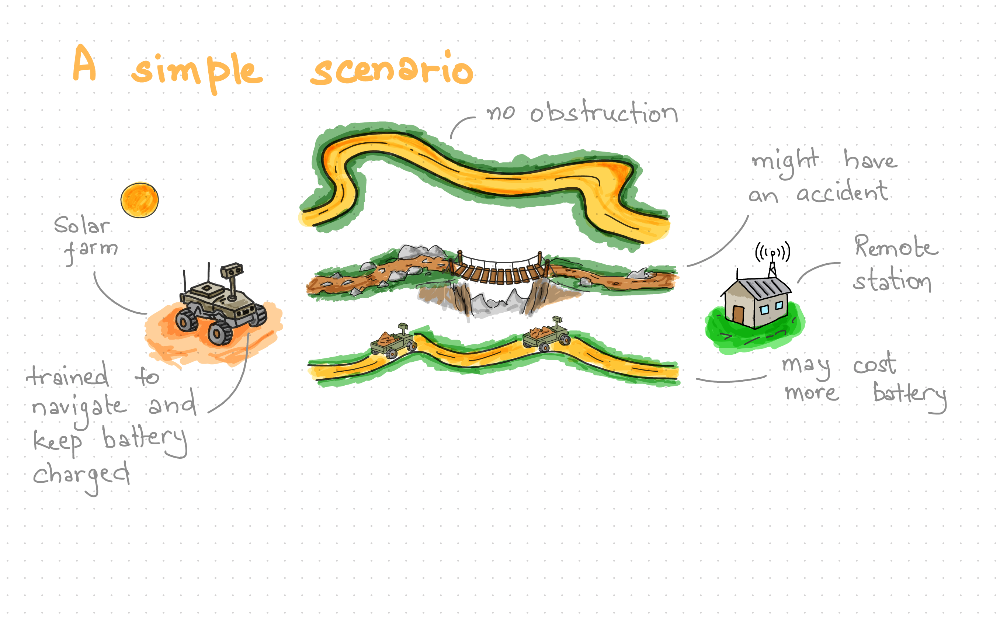 A simple scenario
no obstruction
might have
an accident
Solar
farm
Remote
station
trained to
navigate and
keep battery
charged
may cost
more battery